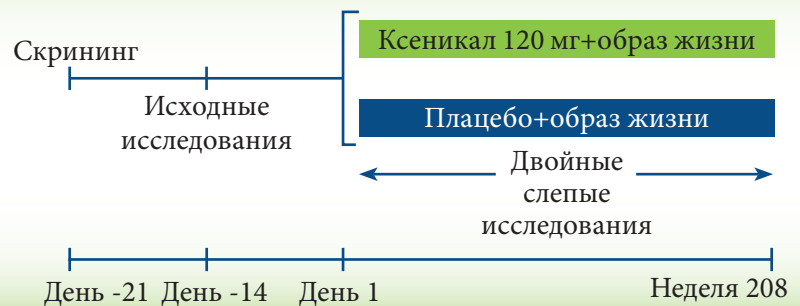 Скрининг
Исходные
исследования
Ксеникал 120 мг+образ жизни
Плацебо+образ жизни
Двойные
слепые
исследования
День -21 День -14 День 1 Неделя 208